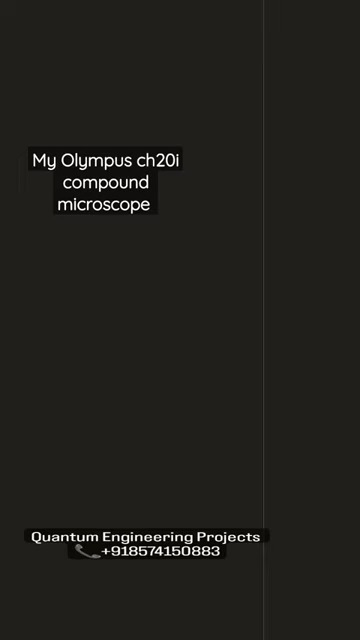 My Olympus ch20i
compound
microscope
Quantum Engineering Projects
📞+918574150883